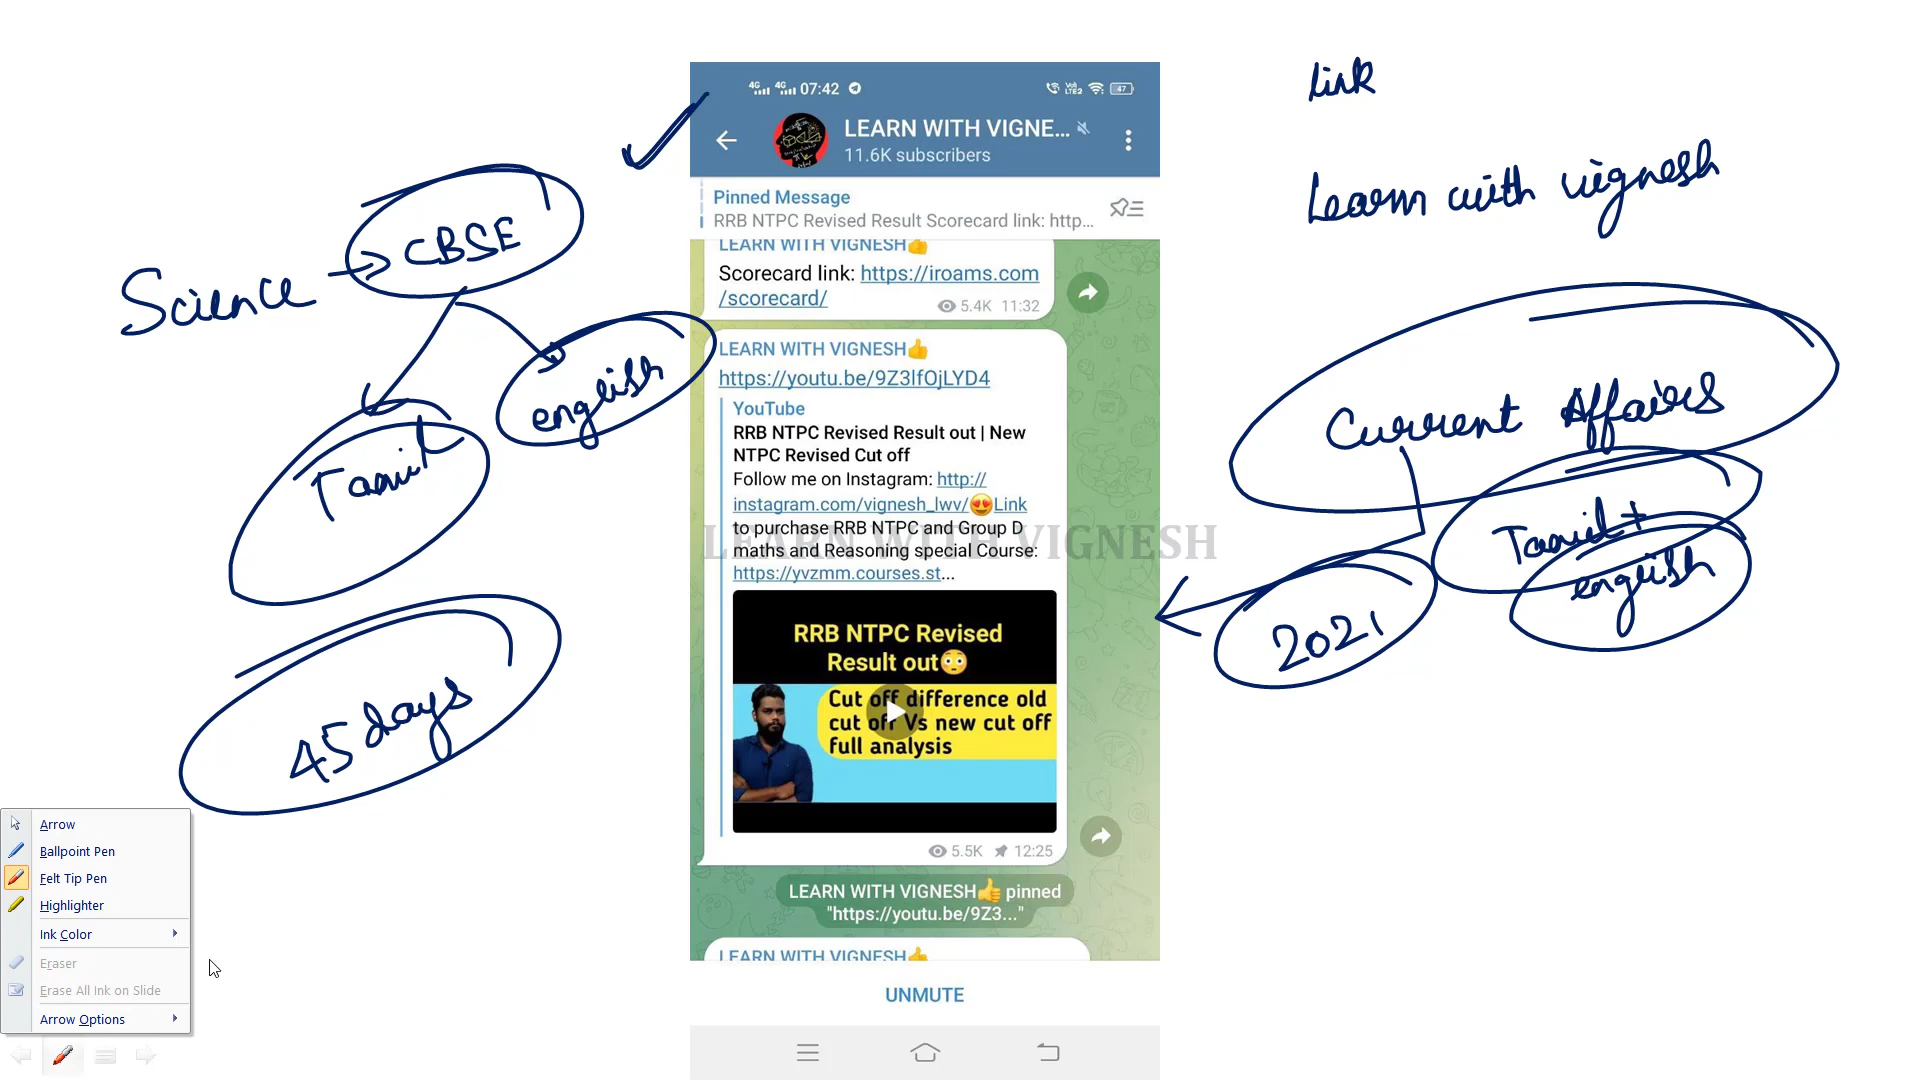 link
Learn with vignesh
Science → CBSE
Tamil
english
45 days
Current Affairs
Tamil +
english
2021
4G 4G 07:42
Vo) LTE2 47
LEARN WITH VIGNE...
11.6K subscribers
Pinned Message
RRB NTPC Revised Result Scorecard link: http...
LEARN WITH VIGNESH👍
Scorecard link: https://iroams.com
/scorecard/
5.4K 11:32
LEARN WITH VIGNESH👍
https://youtu.be/9Z3lfOjLYD4
YouTube
RRB NTPC Revised Result out | New
NTPC Revised Cut off
Follow me on Instagram: http://
instagram.com/vignesh_lwv/😍Link
to purchase RRB NTPC and Group D
maths and Reasoning special Course:
https://yvzmm.courses.st...
LEARN WITH VIGNESH
RRB NTPC Revised
Result out😳
Cut off difference old
cut off Vs new cut off
full analysis
5.5K 12:25
LEARN WITH VIGNESH👍 pinned
"https://youtu.be/9Z3..."
LEARN WITH VIGNESH👍
UNMUTE
Arrow
Ballpoint Pen
Felt Tip Pen
Highlighter
Ink Color
Eraser
Erase All Ink on Slide
Arrow Options